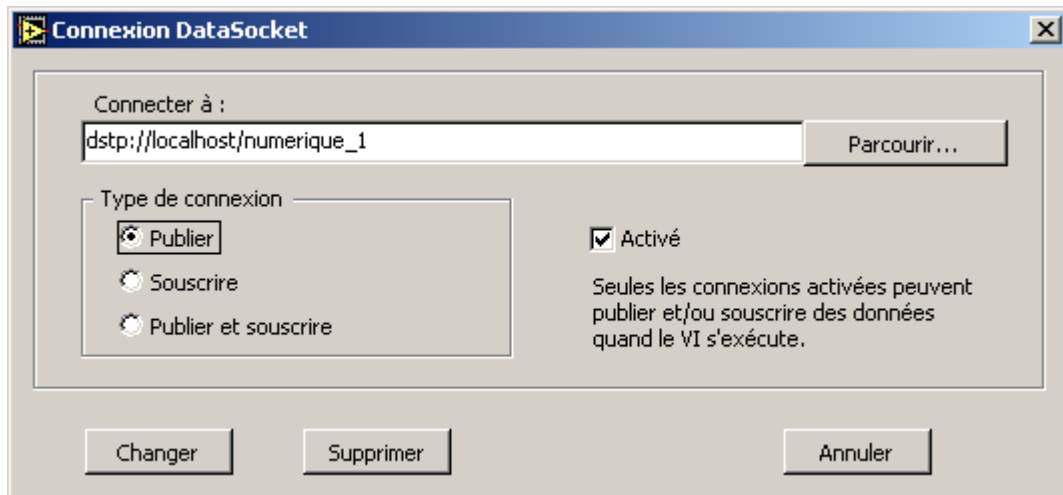 Connexion DataSocket
Connecter à :
dstp://localhost/numerique_1
Parcourir...
Type de connexion
Publier
Souscrire
Publier et souscrire
Activé
Seules les connexions activées peuvent
publier et/ou souscrire des données
quand le VI s'exécute.
Changer
Supprimer
Annuler